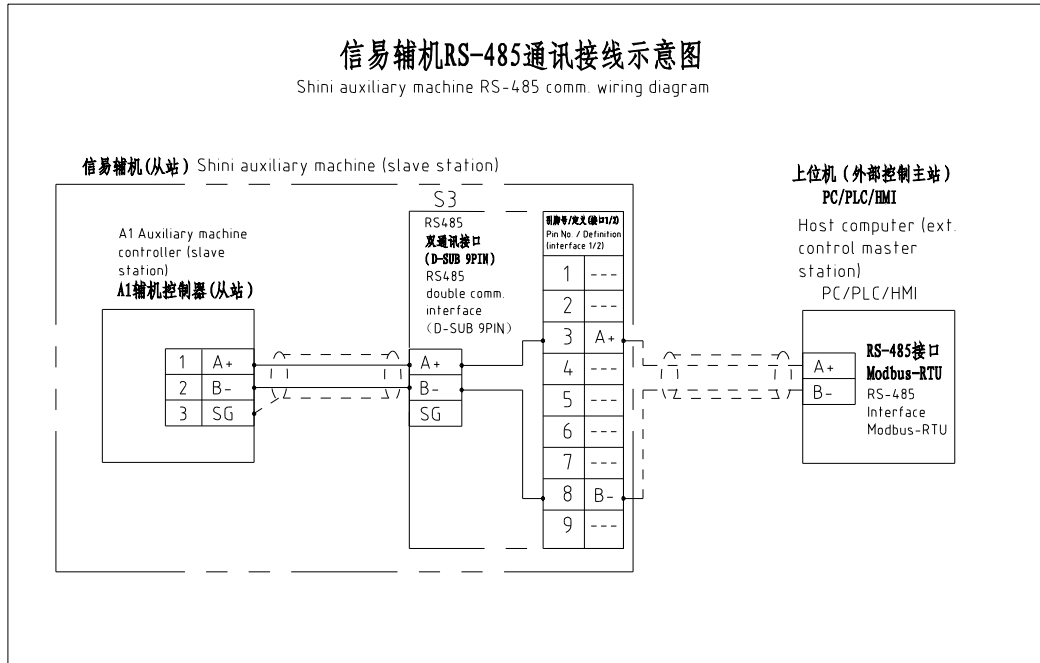 信易辅机RS-485通讯接线示意图
Shini auxiliary machine RS-485 comm. wiring diagram
信易辅机(从站) Shini auxiliary machine (slave station)
A1 Auxiliary machine
controller (slave
station)
A1辅机控制器(从站)
1 A+
2 B-
3 SG
S3
RS485
双通讯接口
(D-SUB 9PIN)
RS485
double comm.
interface
(D-SUB 9PIN)
A+
B-
SG
引脚号/定义(接口1/2)
Pin No. / Definition
(interface 1/2)
1 ---
2 ---
3 A+
4 ---
5 ---
6 ---
7 ---
8 B-
9 ---
上位机（外部控制主站）
PC/PLC/HMI
Host computer (ext.
control master
station)
PC/PLC/HMI
A+
B-
RS-485接口
Modbus-RTU
RS-485
Interface
Modbus-RTU